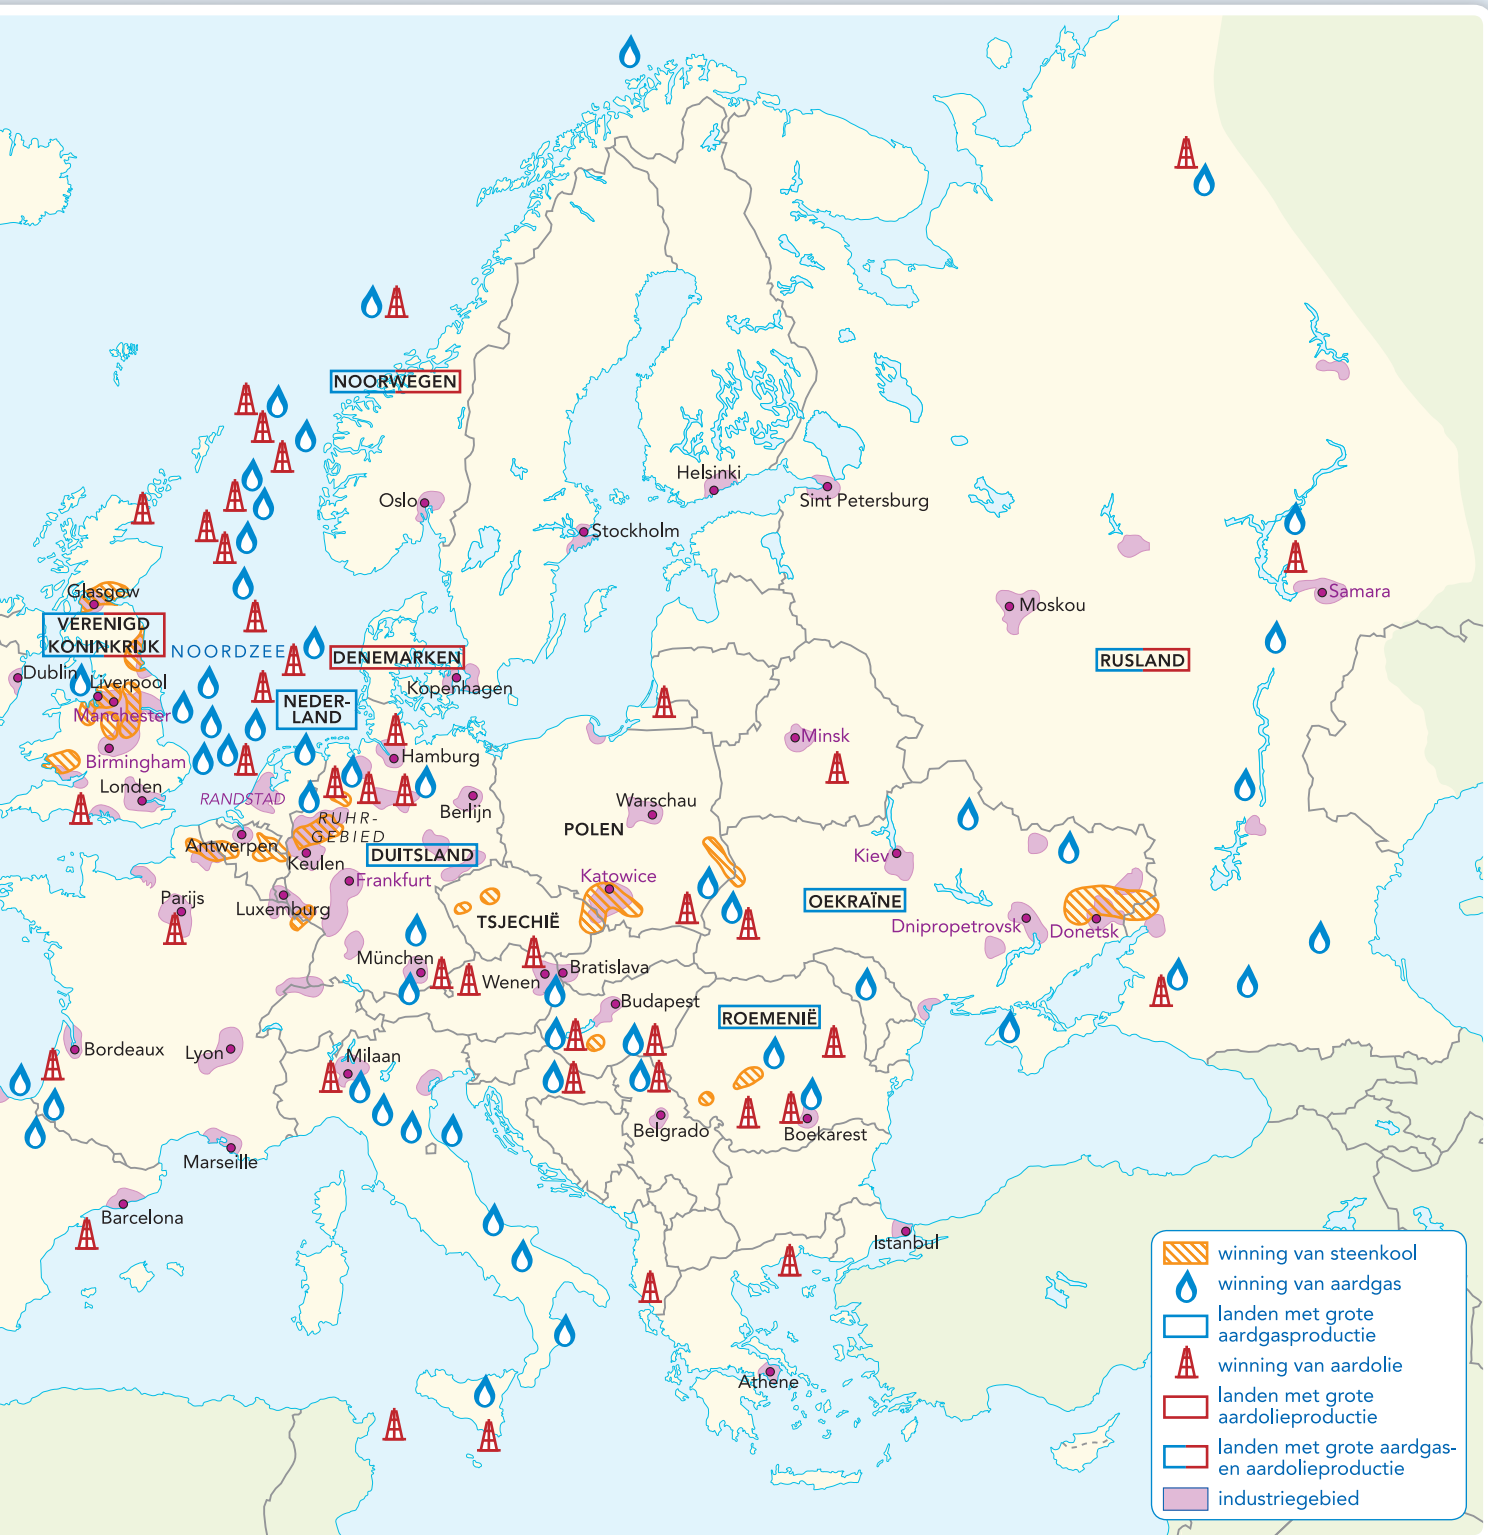 NOORWEGEN
Helsinki
Oslo
Sint Petersburg
Stockholm
Glasgow
Samara
Moskou
VERENIGD
KONINKRIJK
NOORDZEE
DENEMARKEN
RUSLAND
Dublin
Liverpool
Kopenhagen
NEDER-
LAND
Manchester
Minsk
Birmingham
Hamburg
Londen
RANDSTAD
Berlijn
Warschau
RUHR-
GEBIED
POLEN
Antwerpen
Keulen
DUITSLAND
Kiev
Frankfurt
Katowice
Parijs
Luxemburg
TSJECHIË
OEKRAÏNE
Dnipropetrovsk
Donetsk
München
Wenen
Bratislava
Budapest
ROEMENIË
Bordeaux
Lyon
Milaan
Belgrado
Boekarest
Marseille
Barcelona
Istanbul
Athene
winning van steenkool
winning van aardgas
landen met grote
aardgasproductie
winning van aardolie
landen met grote
aardolieproductie
landen met grote aardgas-
en aardolieproductie
industriegebied